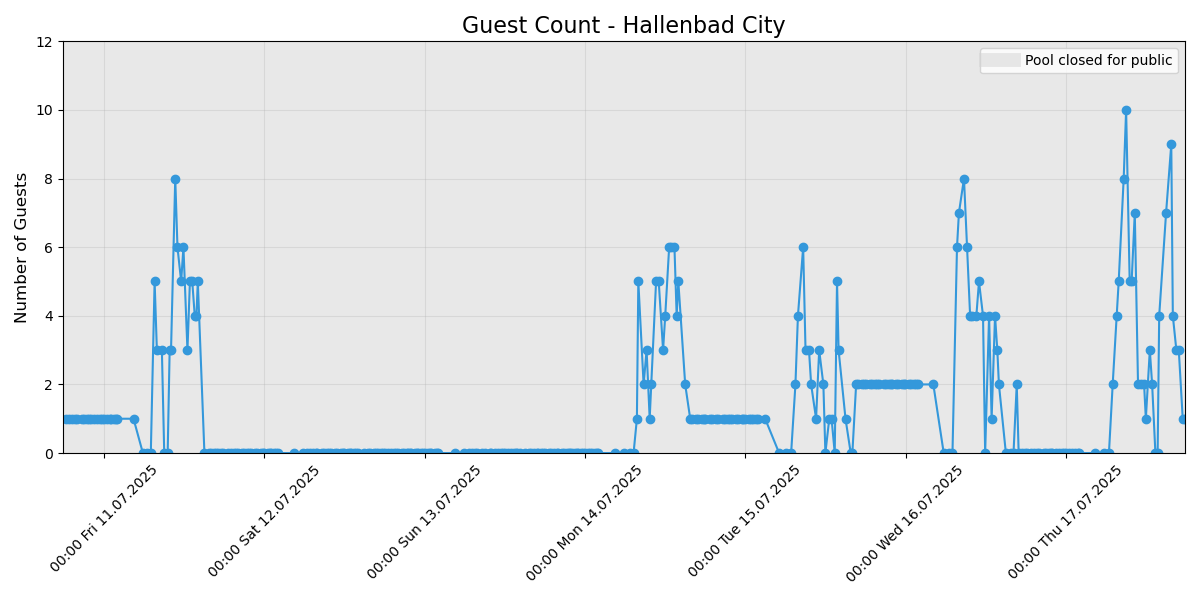 Guest Count - Hallenbad City
Pool closed for public
Number of Guests
12
10
8
6
4
2
0
00:00 Fri 11.07.2025
00:00 Sat 12.07.2025
00:00 Sun 13.07.2025
00:00 Mon 14.07.2025
00:00 Tue 15.07.2025
00:00 Wed 16.07.2025
00:00 Thu 17.07.2025